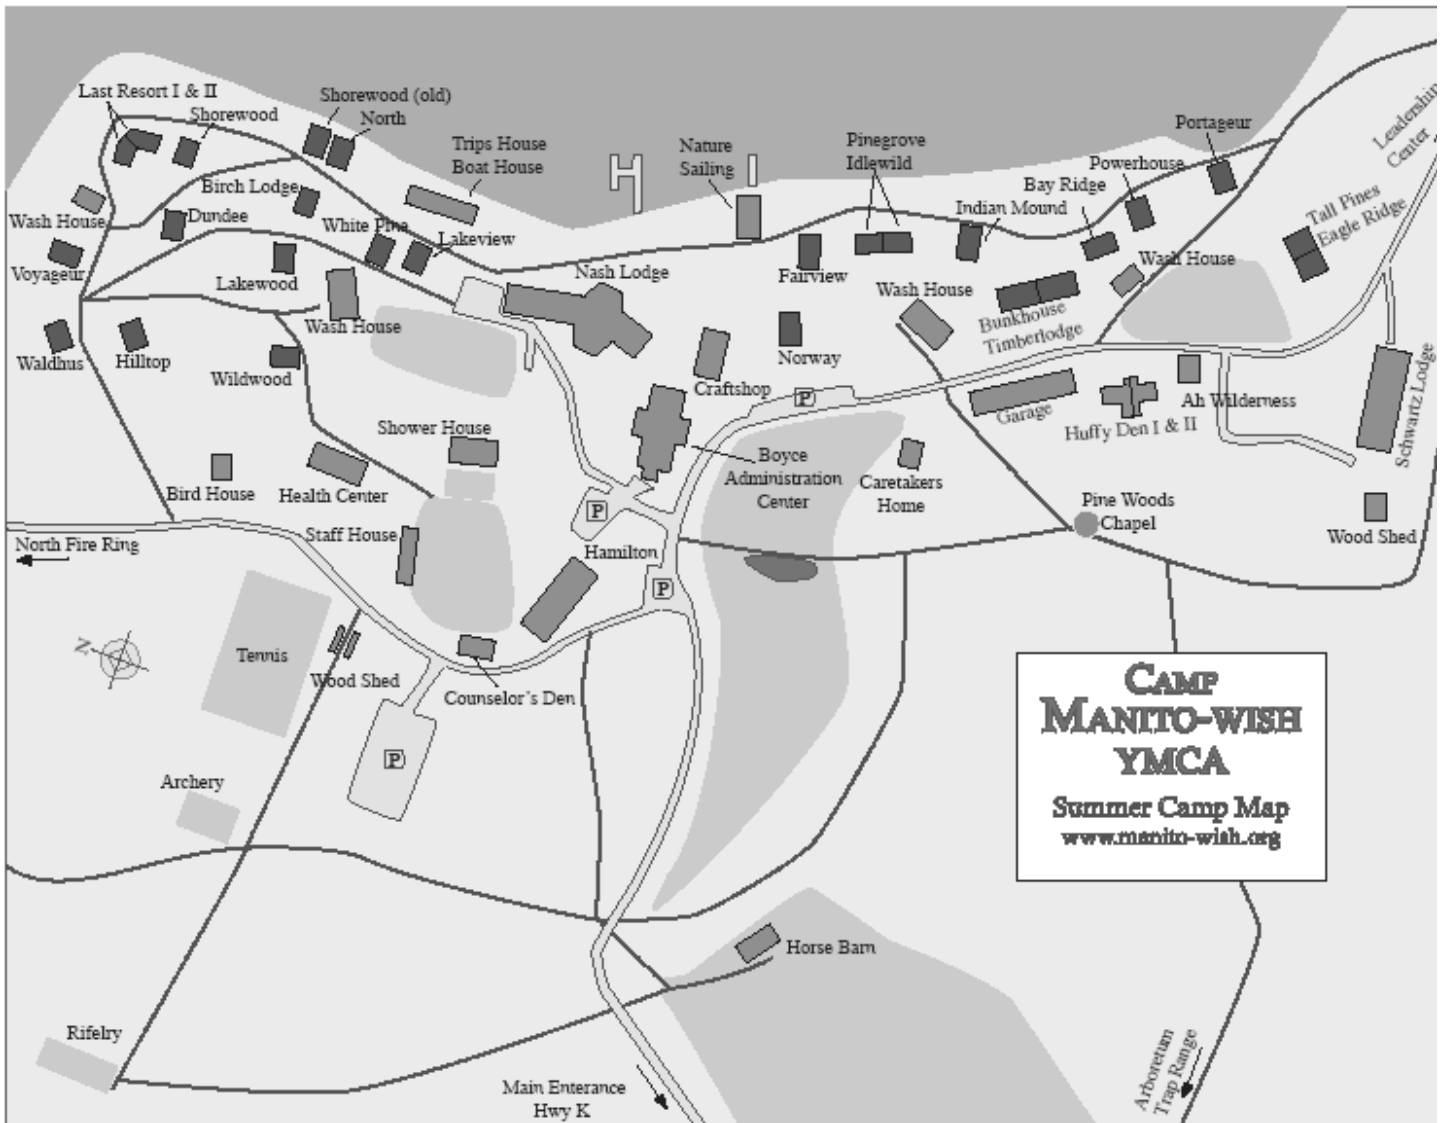 Last Resort I & II
Shorewood
Shorewood (old)
North
Trips House
Boat House
Nature
Sailing
Pinegrove
Idlewild
Portageur
Powerhouse
Bay Ridge
Indian Mound
Leadership
Center
Tall Pines
Eagle Ridge
Wash House
Birch Lodge
Dundee
White Pine
Lakeview
Voyageur
Lakewood
Wash House
Nash Lodge
Fairview
Wash House
Wash House
Bunkhouse
Timberlodge
Waldhus
Hilltop
Wildwood
Craftshop
Norway
P
Garage
Huffy Den I & II
Ah Wilderness
Schwartz Lodge
Shower House
Boyce
Administration
Center
Caretakers
Home
Bird House
Health Center
P
Pine Woods
Chapel
Wood Shed
North Fire Ring
Staff House
Hamilton
P
N
Tennis
Wood Shed
Counselor's Den
P
Archery
CAMP
MANITO-WISH
YMCA
Summer Camp Map
www.manito-wish.org
Horse Barn
Rifelry
Main Enterance
Hwy K
Arboretum
Trap Range